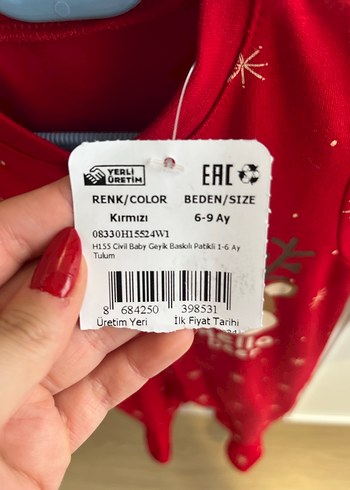 YERLİ
ÜRETİM
EAC
RENK/COLOR BEDEN/SIZE
Kırmızı 6-9 Ay
08330H15524W1
H155 Civil Baby Geyik Baskılı Patikli 1-6 Ay
Tulum
8 684250 398531
Üretim Yeri İlk Fiyat Tarihi